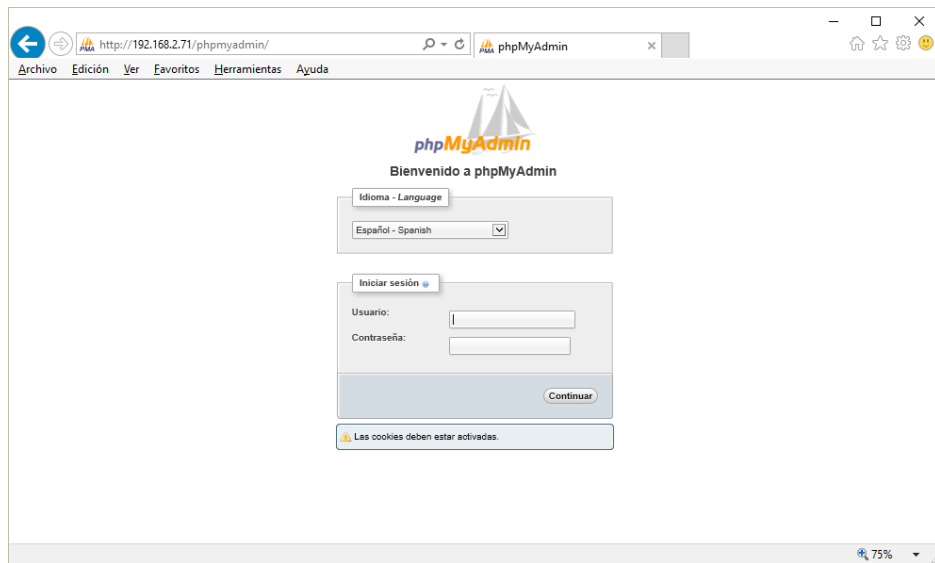 http://192.168.2.71/phpmyadmin/
PMA
phpMyAdmin
Archivo Edición Ver Favoritos Herramientas Ayuda
phpMyAdmin
Bienvenido a phpMyAdmin
Idioma - Language
Español - Spanish
Iniciar sesión
Usuario:
Contraseña:
Continuar
Las cookies deben estar activadas.
75%